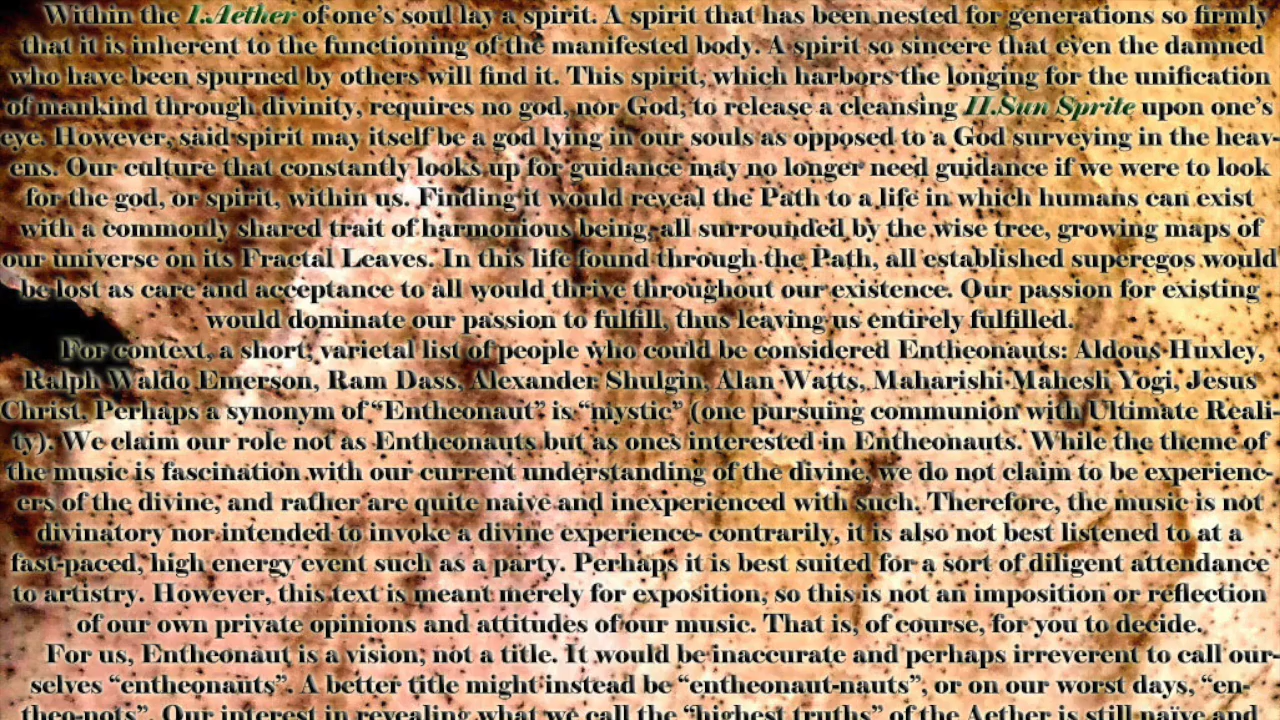 Within the I.Aether of one's soul lay a spirit. A spirit that has been nested for generations so firmly
that it is inherent to the functioning of the manifested body. A spirit so sincere that even the damned
who have been spurned by others will find it. This spirit, which harbors the longing for the unification
of mankind through divinity, requires no god, nor God, to release a cleansing II.Sun Sprite upon one's
eye. However, said spirit may itself be a god lying in our souls as opposed to a God surveying in the heav-
ens. Our culture that constantly looks up for guidance may no longer need guidance if we were to look
for the god, or spirit, within us. Finding it would reveal the Path to a life in which humans can exist
with a commonly shared trait of harmonious being, all surrounded by the wise tree, growing maps of
our universe on its Fractal Leaves. In this life found through the Path, all established superegos would
be lost as care and acceptance to all would thrive throughout our existence. Our passion for existing
would dominate our passion to fulfill, thus leaving us entirely fulfilled.
For context, a short, varietal list of people who could be considered Entheonauts: Aldous Huxley,
Ralph Waldo Emerson, Ram Dass, Alexander Shulgin, Alan Watts, Maharishi Mahesh Yogi, Jesus
Christ. Perhaps a synonym of “Entheonaut” is “mystic” (one pursuing communion with Ultimate Reali-
ty). We claim our role not as Entheonauts but as ones interested in Entheonauts. While the theme of
the music is fascination with our current understanding of the divine, we do not claim to be experienc-
ers of the divine, and rather are quite naive and inexperienced with such. Therefore, the music is not
divinatory nor intended to invoke a divine experience- contrarily, it is also not best listened to at a
fast-paced, high energy event such as a party. Perhaps it is best suited for a sort of diligent attendance
to artistry. However, this text is meant merely for exposition, so this is not an imposition or reflection
of our own private opinions and attitudes of our music. That is, of course, for you to decide.
For us, Entheonaut is a vision, not a title. It would be inaccurate and perhaps irreverent to call our-
selves “entheonauts”. A better title might instead be “entheonaut-nauts”, or on our worst days, “en-
theo-nots”. Our interest in revealing what we call the “highest truths” of the Aether is still naïve and